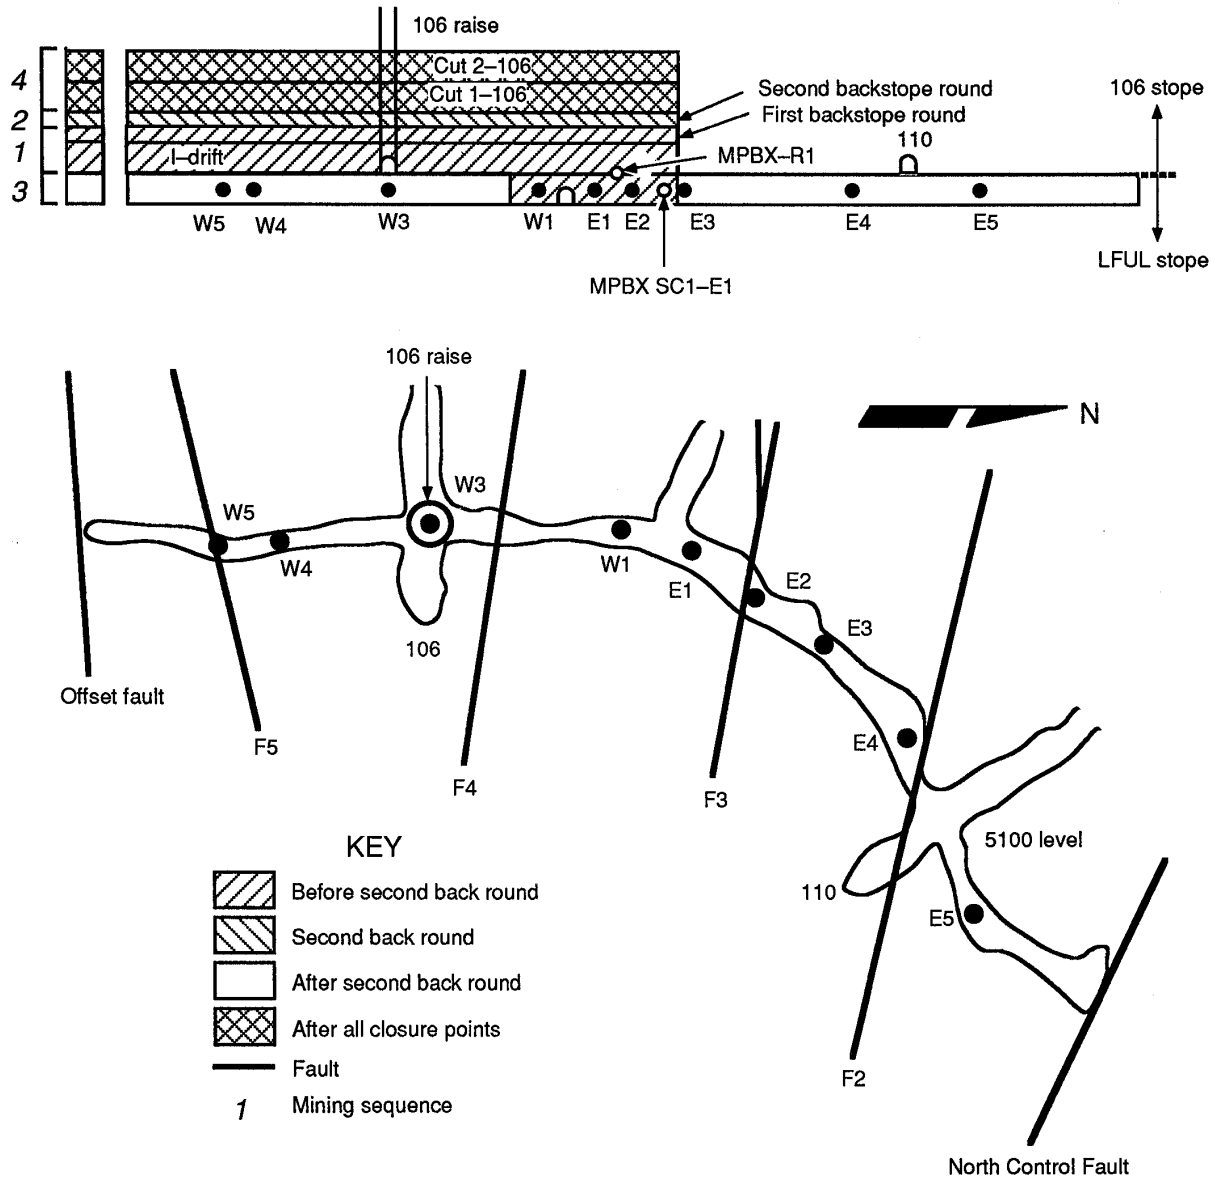 106 raise
4
Cut 2–106
Cut 1–106
2
1
3
I–drift
Second backstope round
First backstope round
106 stope
110
MPBX–R1
W5
W4
W3
W1
E1
E2
E3
E4
E5
LFUL stope
MPBX SC1–E1
106 raise
N
W3
W5
W4
W1
E1
E2
E3
106
Offset fault
F5
F4
F3
E4
5100 level
110
E5
F2
North Control Fault
KEY
Before second back round
Second back round
After second back round
After all closure points
Fault
1 Mining sequence